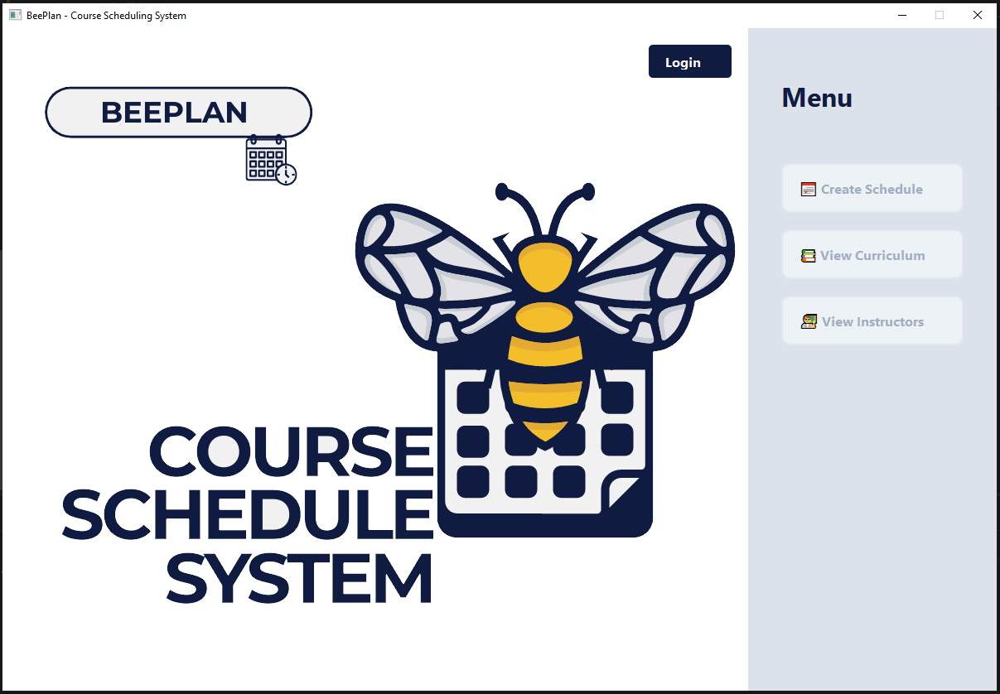 BeePlan - Course Scheduling System
Login
BEEPLAN
COURSE
SCHEDULE
SYSTEM
Menu
Create Schedule
View Curriculum
View Instructors